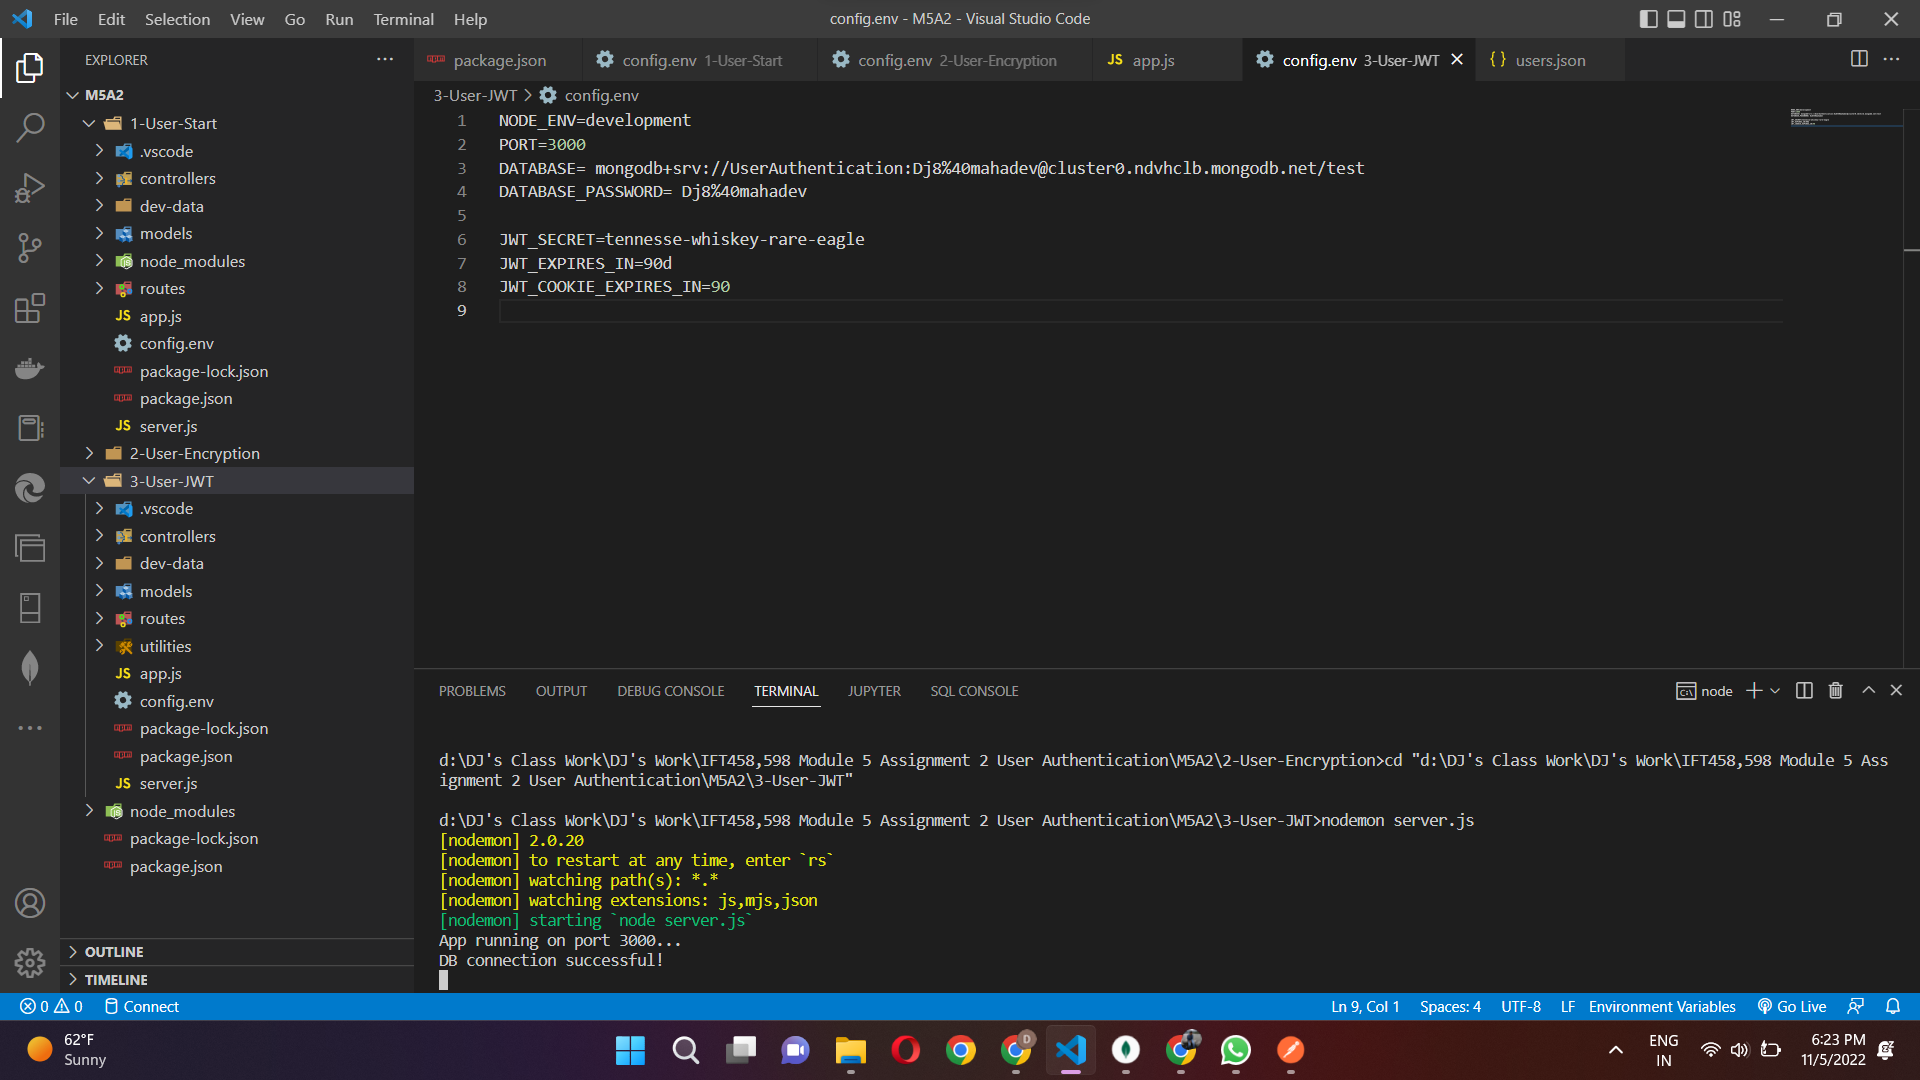 File Edit Selection View Go Run Terminal Help
config.env - M5A2 - Visual Studio Code
EXPLORER
M5A2
1-User-Start
.vscode
controllers
dev-data
models
node_modules
routes
JS app.js
config.env
package-lock.json
package.json
JS server.js
2-User-Encryption
3-User-JWT
.vscode
controllers
dev-data
models
routes
utilities
JS app.js
config.env
package-lock.json
package.json
JS server.js
node_modules
package-lock.json
package.json
OUTLINE
TIMELINE
package.json config.env 1-User-Start config.env 2-User-Encryption JS app.js config.env 3-User-JWT {} users.json
3-User-JWT > config.env
1 NODE_ENV=development
2 PORT=3000
3 DATABASE= mongodb+srv://UserAuthentication:Dj8%40mahadev@cluster0.ndvhclb.mongodb.net/test
4 DATABASE_PASSWORD= Dj8%40mahadev
5
6 JWT_SECRET=tennesse-whiskey-rare-eagle
7 JWT_EXPIRES_IN=90d
8 JWT_COOKIE_EXPIRES_IN=90
9
PROBLEMS OUTPUT DEBUG CONSOLE TERMINAL JUPYTER SQL CONSOLE
node
d:\DJ's Class Work\DJ's Work\IFT458,598 Module 5 Assignment 2 User Authentication\M5A2\2-User-Encryption>cd "d:\DJ's Class Work\DJ's Work\IFT458,598 Module 5 Ass
ignment 2 User Authentication\M5A2\3-User-JWT"
d:\DJ's Class Work\DJ's Work\IFT458,598 Module 5 Assignment 2 User Authentication\M5A2\3-User-JWT>nodemon server.js
[nodemon] 2.0.20
[nodemon] to restart at any time, enter `rs`
[nodemon] watching path(s): *.*
[nodemon] watching extensions: js,mjs,json
[nodemon] starting `node server.js`
App running on port 3000...
DB connection successful!
0 0 Connect
Ln 9, Col 1 Spaces: 4 UTF-8 LF Environment Variables Go Live
62°F
Sunny
D
ENG
IN
6:23 PM
11/5/2022